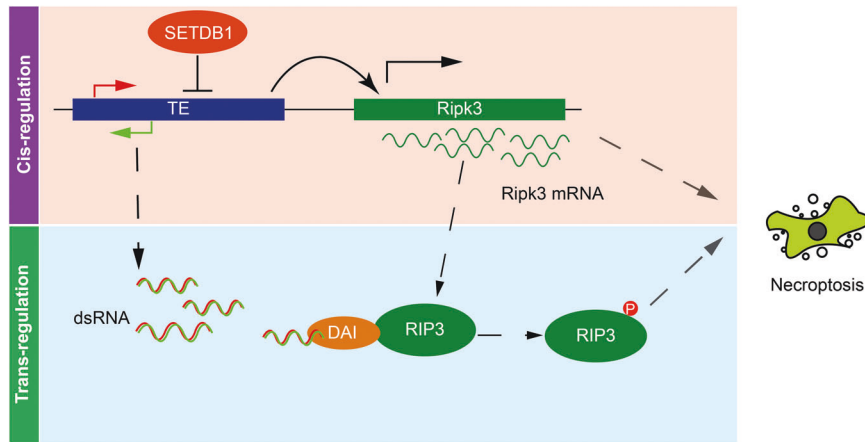 Cis-regulation
SETDB1
TE
Ripk3
Ripk3 mRNA
Necroptosis
Trans-regulation
dsRNA
DAI
RIP3
RIP3
P